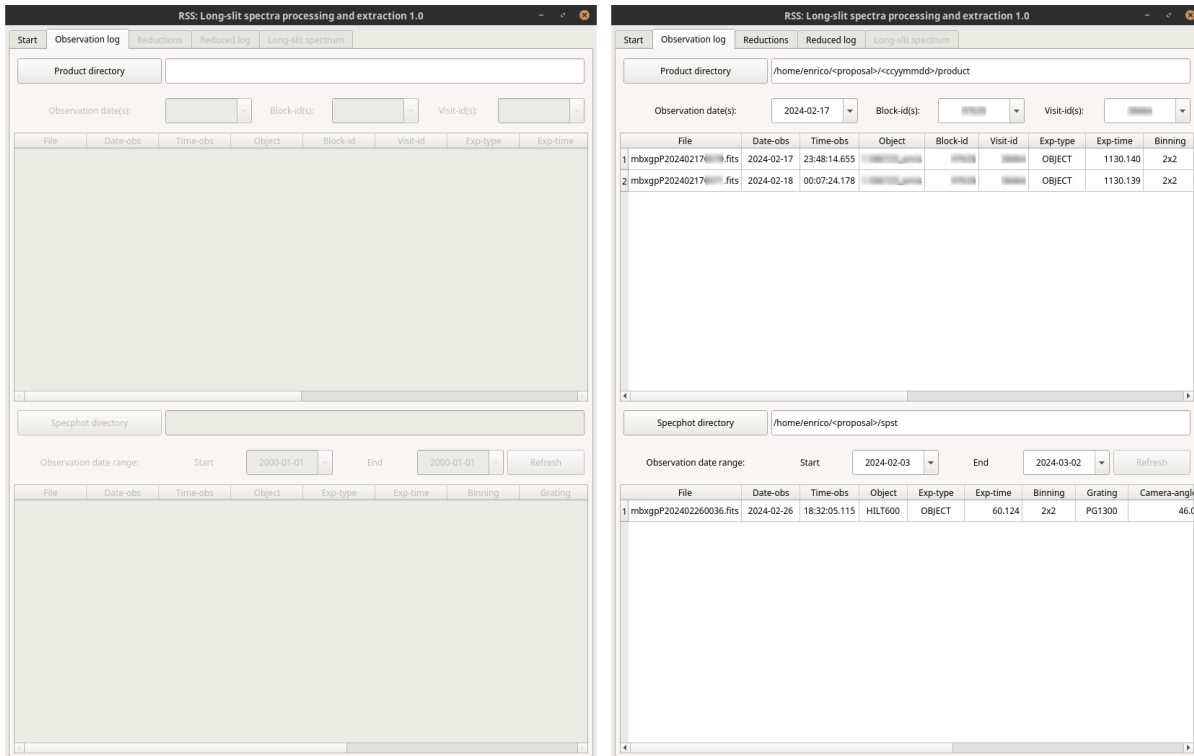 RSS: Long-slit spectra processing and extraction 1.0
Start Observation log Reductions Reduced log Long-slit spectrum
Product directory
Observation date(s): Block-id(s): Visit-id(s):
File Date-obs Time-obs Object Block-id Visit-id Exp-type Exp-time
Specphot directory
Observation date range: Start 2000-01-01 End 2000-01-01 Refresh
File Date-obs Time-obs Object Exp-type Exp-time Binning Grating
RSS: Long-slit spectra processing and extraction 1.0
Start Observation log Reductions Reduced log Long-slit spectrum
Product directory /home/enrico/<proposal>/<ccyymmdd>/product
Observation date(s): 2024-02-17 Block-id(s): Visit-id(s):
File Date-obs Time-obs Object Block-id Visit-id Exp-type Exp-time Binning
1 mbxgpP20240217 .fits 2024-02-17 23:48:14.655 OBJECT 1130.140 2x2
2 mbxgpP20240217 .fits 2024-02-18 00:07:24.178 OBJECT 1130.139 2x2
Specphot directory /home/enrico/<proposal>/spst
Observation date range: Start 2024-02-03 End 2024-03-02 Refresh
File Date-obs Time-obs Object Exp-type Exp-time Binning Grating Camera-angle
1 mbxgpP202402260036.fits 2024-02-26 18:32:05.115 HILT600 OBJECT 60.124 2x2 PG1300 46.0